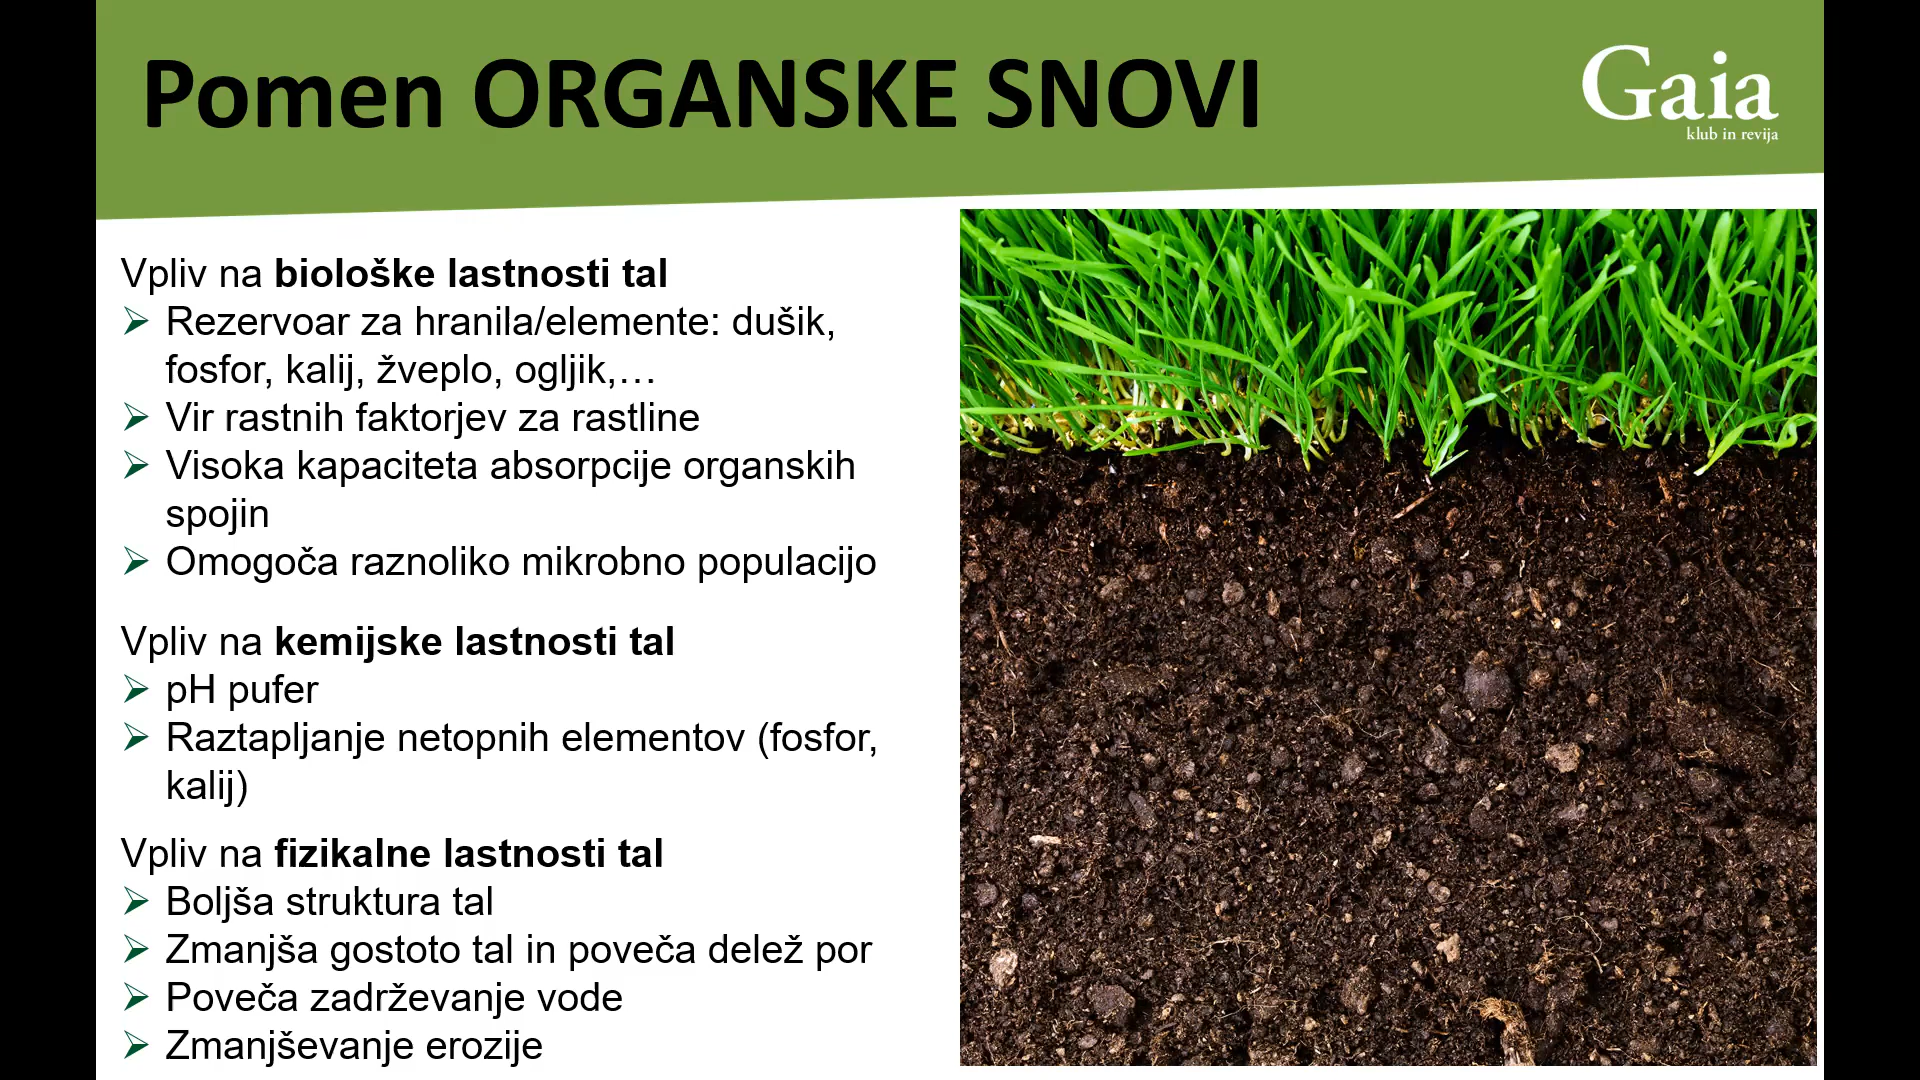 Pomen ORGANSKE SNOVI
Gaia
klub in revija
Vpliv na biološke lastnosti tal
Rezervoar za hranila/elemente: dušik,
fosfor, kalij, žveplo, ogljik,…
Vir rastnih faktorjev za rastline
Visoka kapaciteta absorpcije organskih
spojin
Omogoča raznoliko mikrobno populacijo
Vpliv na kemijske lastnosti tal
pH pufer
Raztapljanje netopnih elementov (fosfor,
kalij)
Vpliv na fizikalne lastnosti tal
Boljša struktura tal
Zmanjša gostoto tal in poveča delež por
Poveča zadrževanje vode
Zmanjševanje erozije